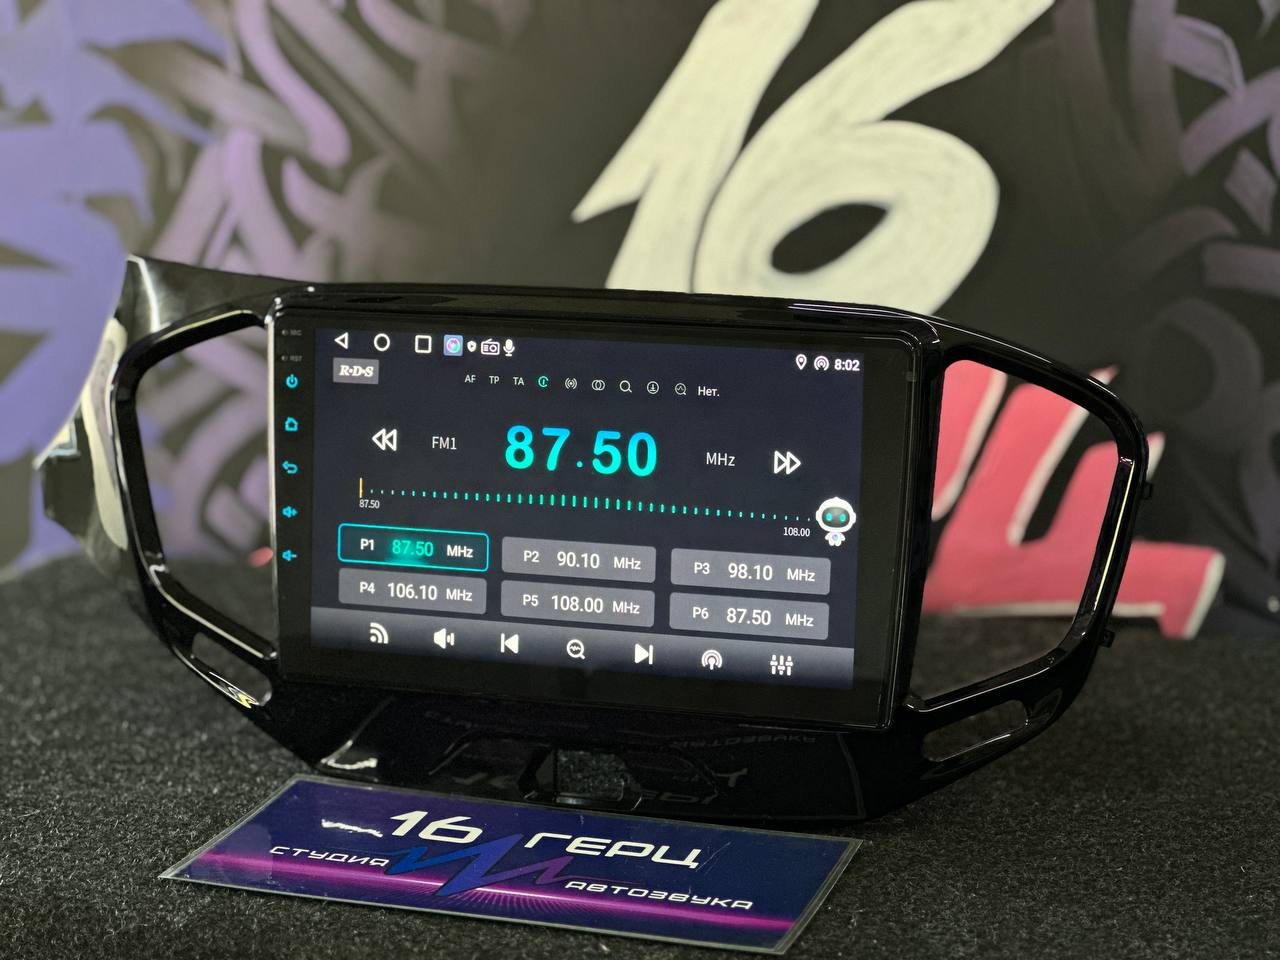 16
MIC
RST
8:02
R·D·S
AF TP TA Нет.
FM1 87.50 MHz
87.50
108.00
P1 87.50 MHz
P2 90.10 MHz
P3 98.10 MHz
P4 106.10 MHz
P5 108.00 MHz
P6 87.50 MHz
16 ГЕРЦ
СТУДИЯ
АВТОЗВУКА